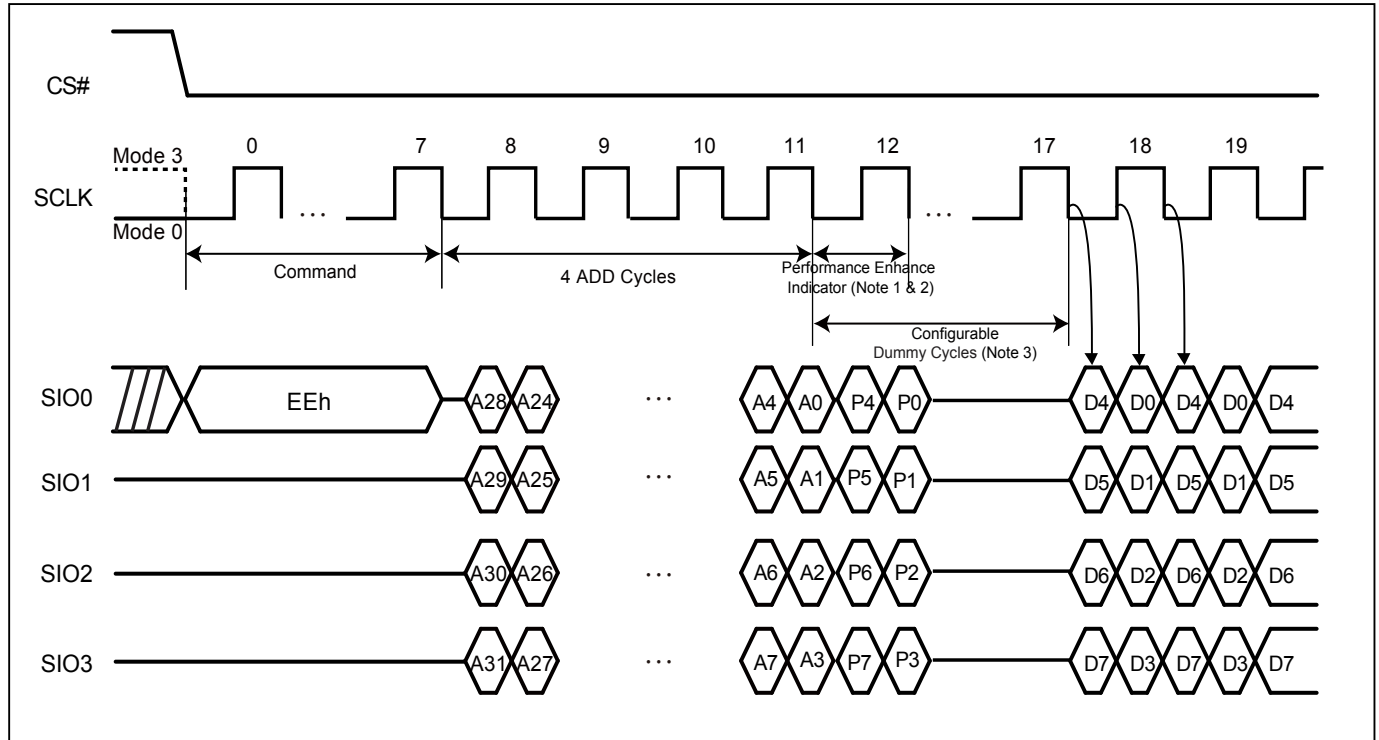 CS#
0 7 8 9 10 11 12 17 18 19
Mode 3
SCLK
... ...
Mode 0
Command
4 ADD Cycles
Performance Enhance
Indicator (Note 1 & 2)
Configurable
Dummy Cycles (Note 3)
SIO0 EEh A28 A24 ... A4 A0 P4 P0 D4 D0 D4 D0 D4
SIO1 A29 A25 ... A5 A1 P5 P1 D5 D1 D5 D1 D5
SIO2 A30 A26 ... A6 A2 P6 P2 D6 D2 D6 D2 D6
SIO3 A31 A27 ... A7 A3 P7 P3 D7 D3 D7 D3 D7